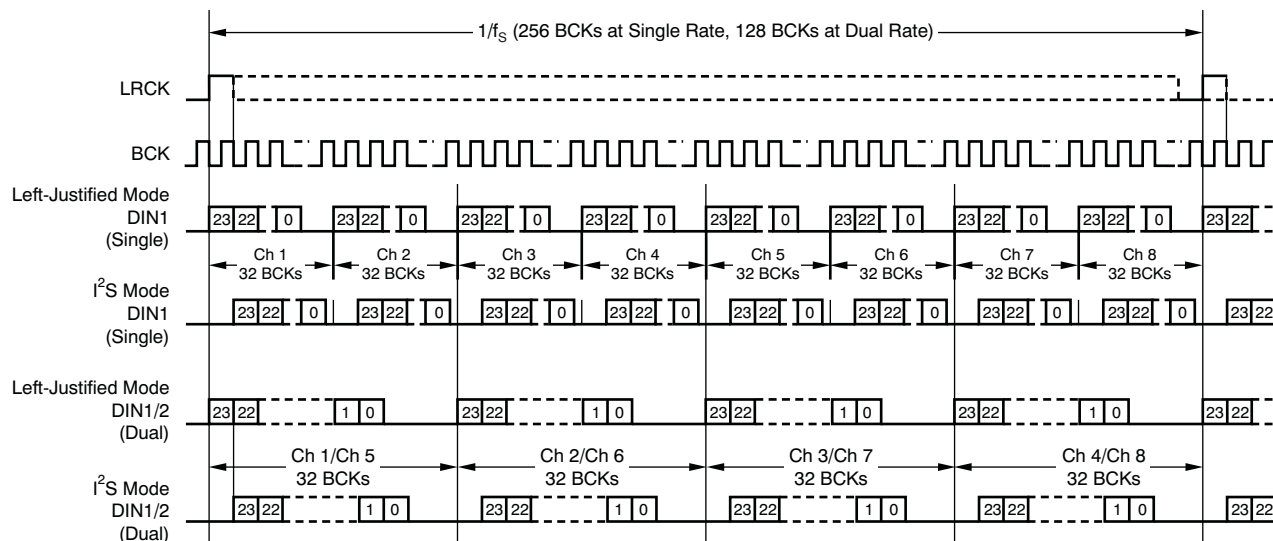 1/fS (256 BCKs at Single Rate, 128 BCKs at Dual Rate)
LRCK
BCK
Left-Justified Mode
DIN1
(Single)
23 22 0 23 22 0 23 22 0 23 22 0 23 22 0 23 22 0 23 22 0 23 22 0 23 22
Ch 1 Ch 2 Ch 3 Ch 4 Ch 5 Ch 6 Ch 7 Ch 8
32 BCKs 32 BCKs 32 BCKs 32 BCKs 32 BCKs 32 BCKs 32 BCKs 32 BCKs
I²S Mode
DIN1
(Single)
23 22 0 23 22 0 23 22 0 23 22 0 23 22 0 23 22 0 23 22 0 23 22 0 23 22
Left-Justified Mode
DIN1/2
(Dual)
23 22 1 0 23 22 1 0 23 22 1 0 23 22 1 0 23 22
Ch 1/Ch 5 Ch 2/Ch 6 Ch 3/Ch 7 Ch 4/Ch 8
32 BCKs 32 BCKs 32 BCKs 32 BCKs
I²S Mode
DIN1/2
(Dual)
23 22 1 0 23 22 1 0 23 22 1 0 23 22 1 0 23 22